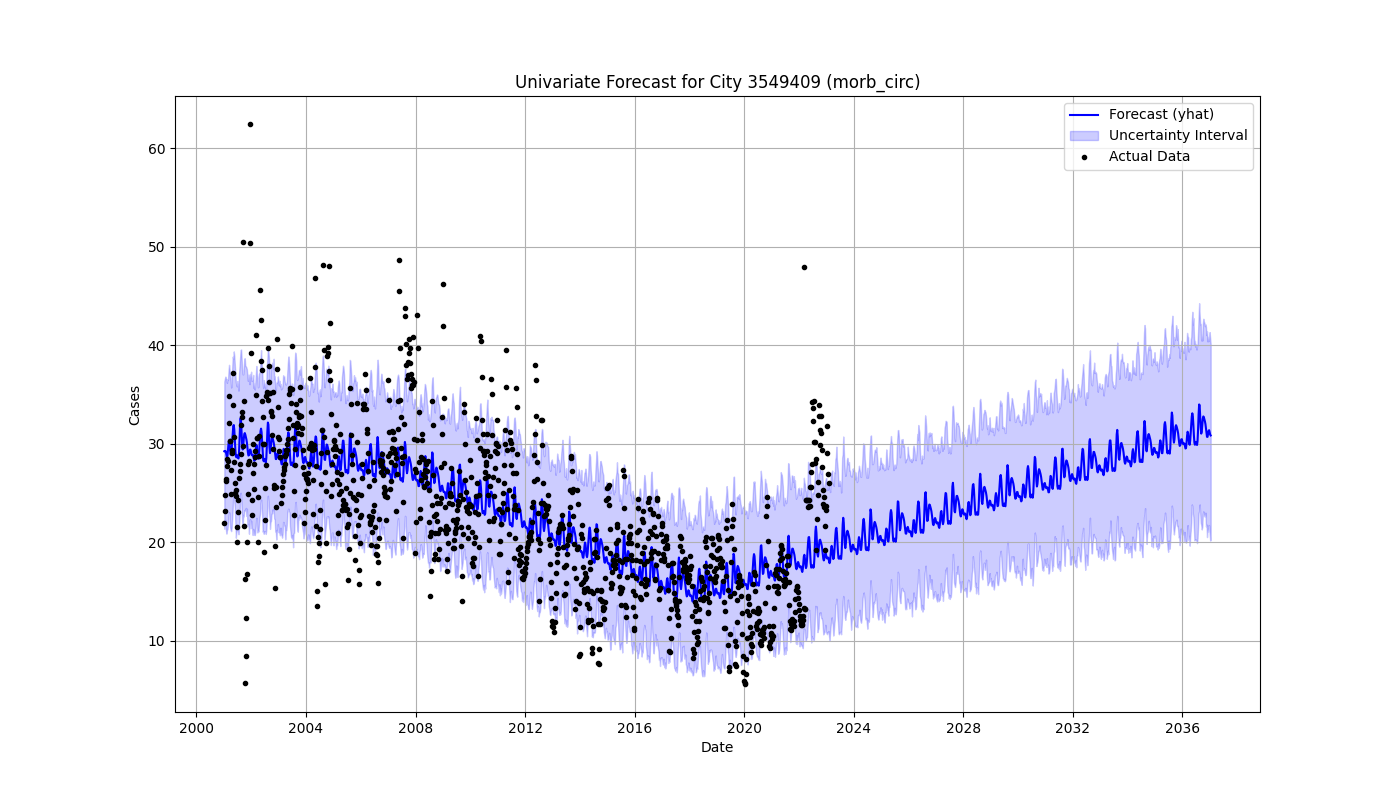 Univariate Forecast for City 3549409 (morb_circ)
Forecast (yhat)
Uncertainty Interval
Actual Data
60
50
40
30
20
10
Cases
2000 2004 2008 2012 2016 2020 2024 2028 2032 2036
Date